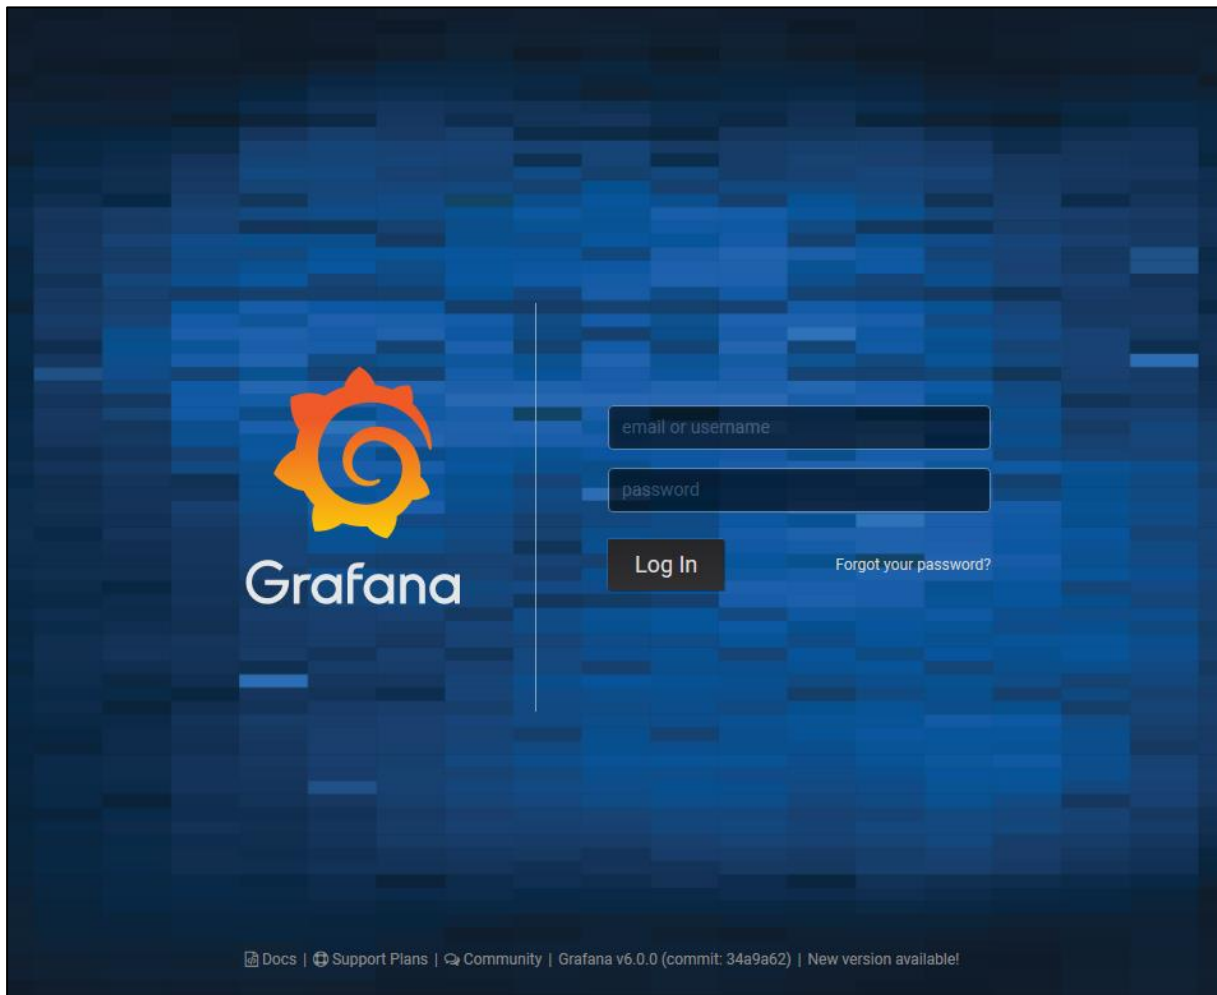 email or username
password
Log In
Forgot your password?
Grafana
Docs | Support Plans | Community | Grafana v6.0.0 (commit: 34a9a62) | New version available!